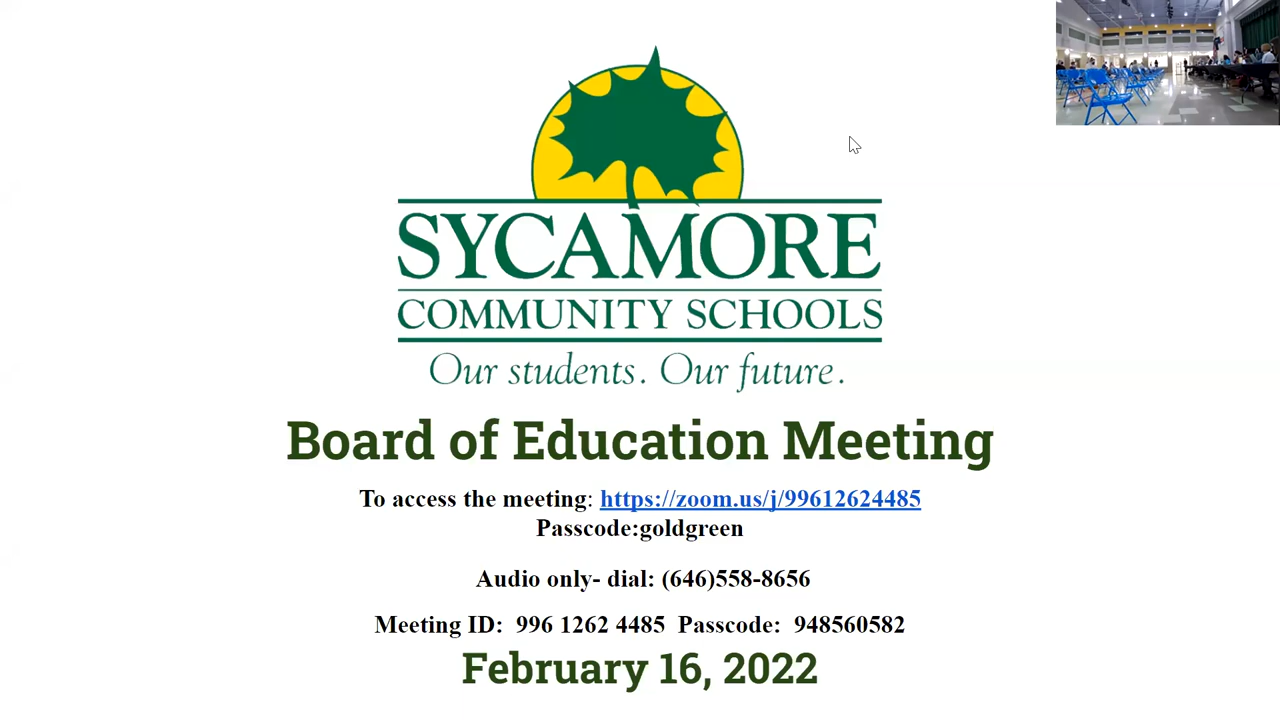 SYCAMORE
COMMUNITY SCHOOLS
Our students. Our future.
Board of Education Meeting
To access the meeting: https://zoom.us/j/99612624485
Passcode:goldgreen
Audio only- dial: (646)558-8656
Meeting ID: 996 1262 4485 Passcode: 948560582
February 16, 2022